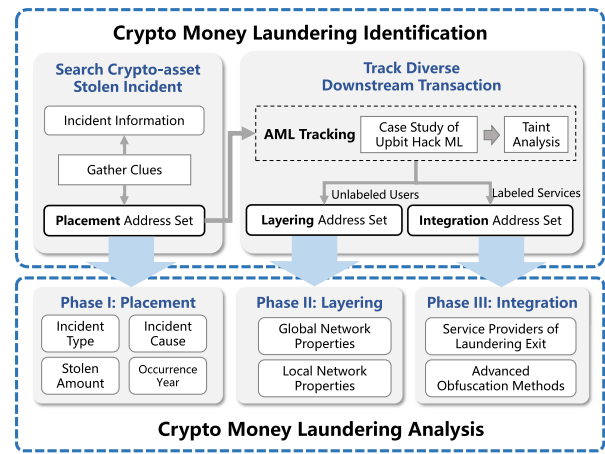 Crypto Money Laundering Identification
Search Crypto-asset
Stolen Incident
Incident Information
Gather Clues
Placement Address Set
Track Diverse
Downstream Transaction
AML Tracking
Case Study of
Upbit Hack ML
Taint
Analysis
Unlabeled Users
Labeled Services
Layering Address Set
Integration Address Set
Phase I: Placement
Incident
Type
Incident
Cause
Stolen
Amount
Occurrence
Year
Phase II: Layering
Global Network
Properties
Local Network
Properties
Phase III: Integration
Service Providers of
Laundering Exit
Advanced
Obfuscation Methods
Crypto Money Laundering Analysis